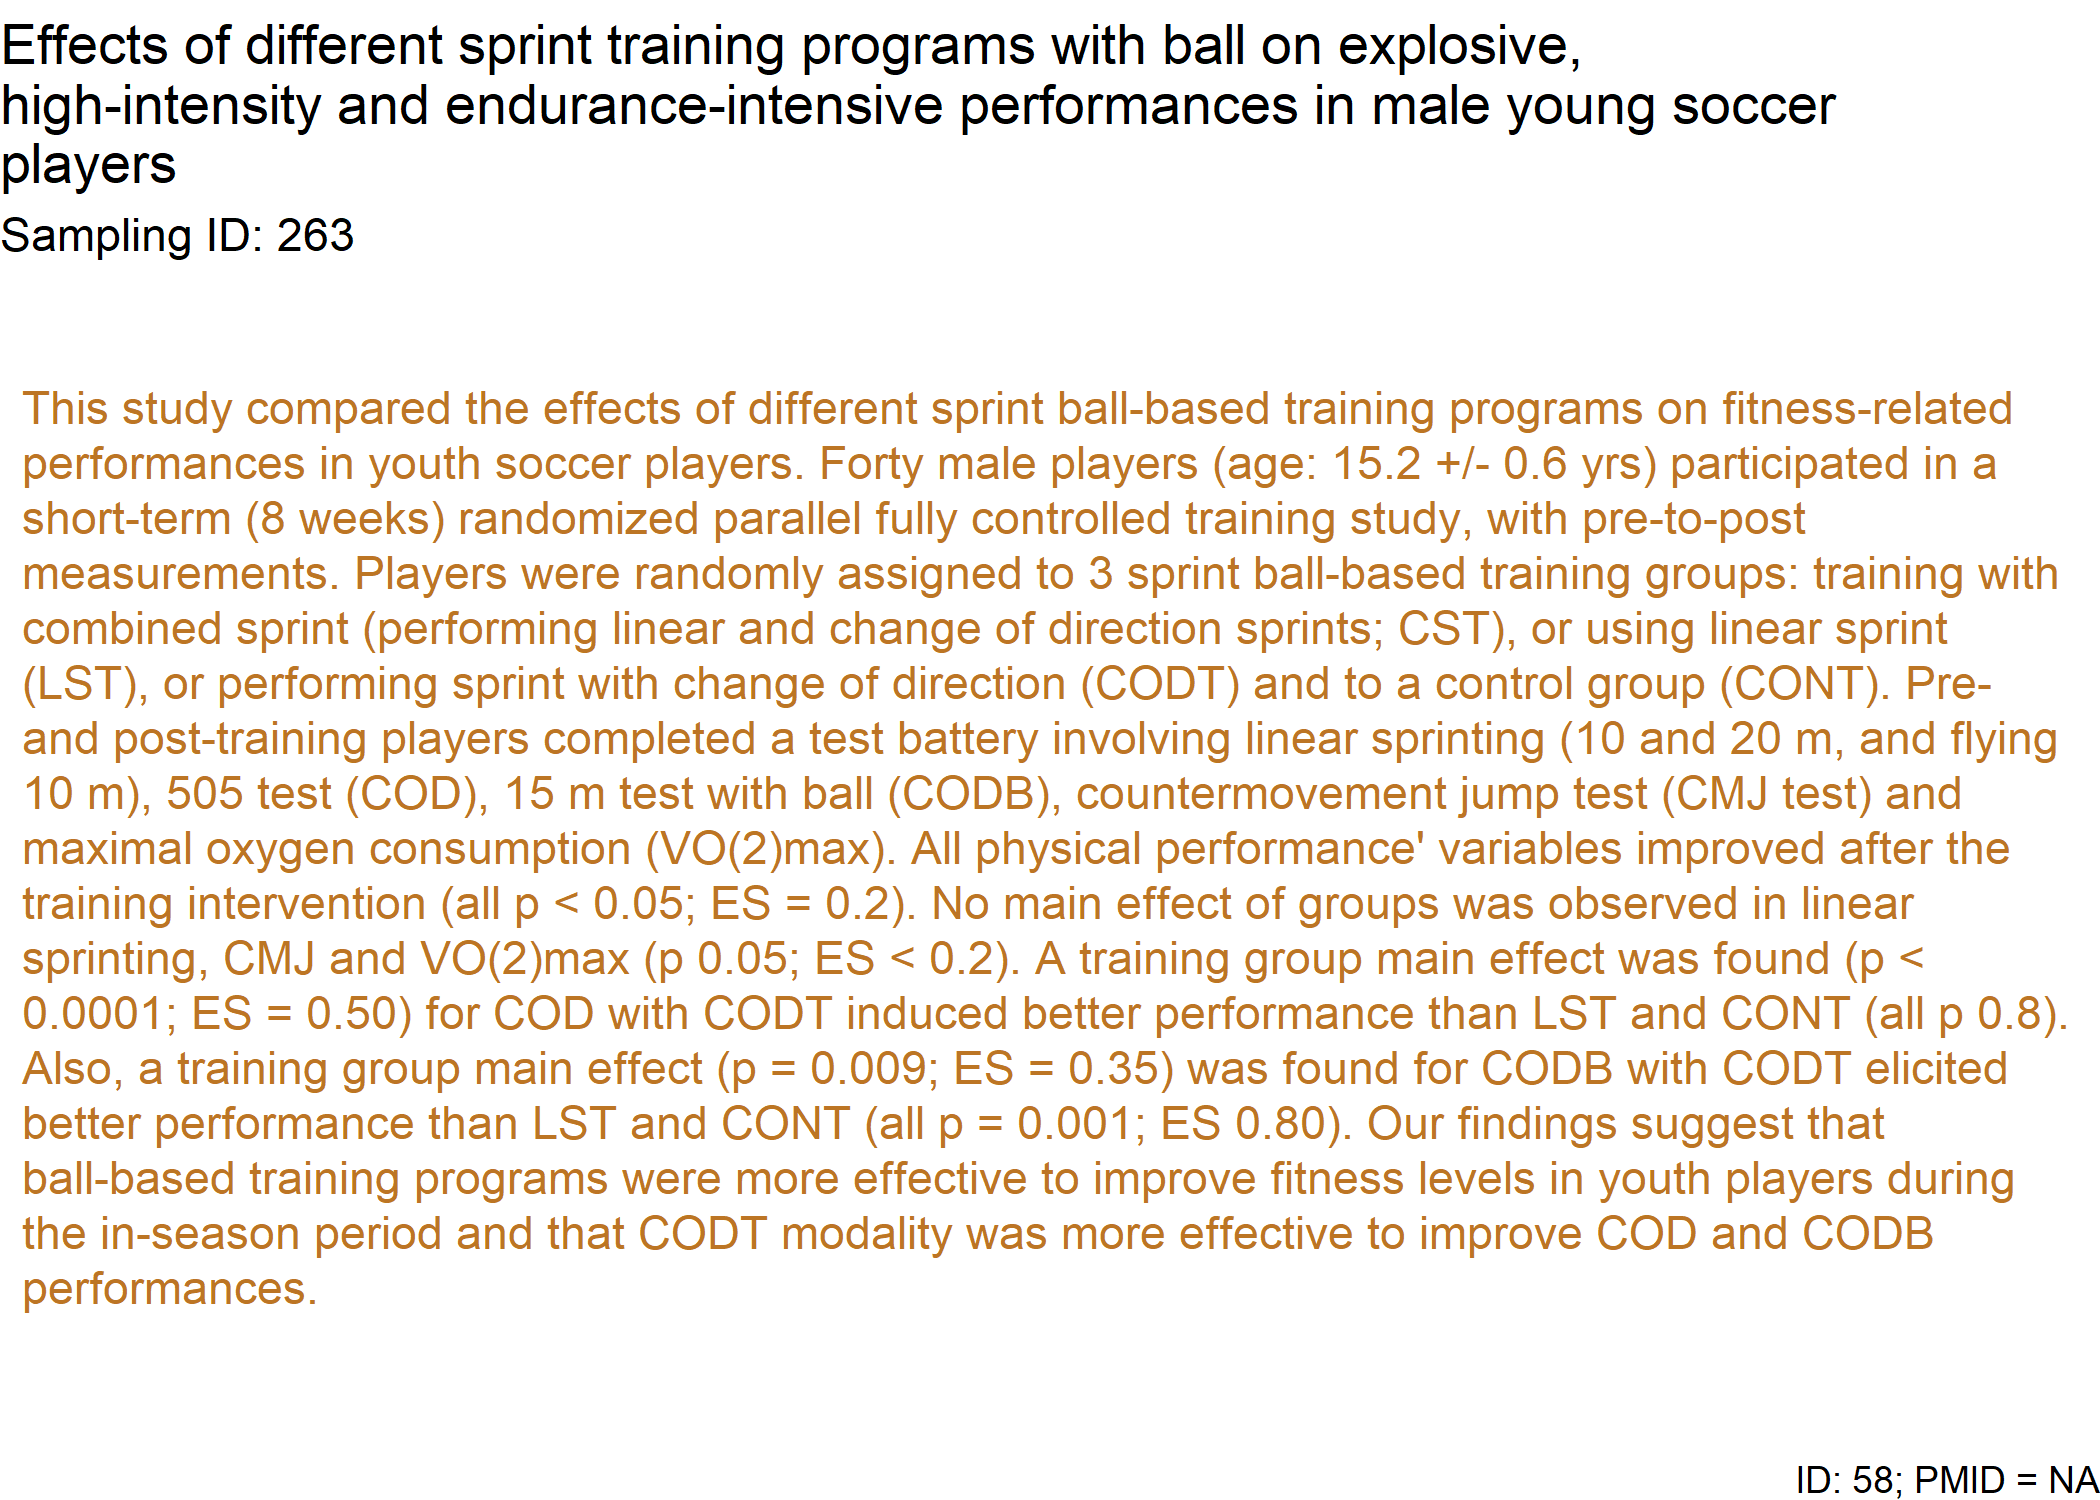 Effects of different sprint training programs with ball on explosive,
high-intensity and endurance-intensive performances in male young soccer
players
Sampling ID: 263
This study compared the effects of different sprint ball-based training programs on fitness-related
performances in youth soccer players. Forty male players (age: 15.2 +/- 0.6 yrs) participated in a
short-term (8 weeks) randomized parallel fully controlled training study, with pre-to-post
measurements. Players were randomly assigned to 3 sprint ball-based training groups: training with
combined sprint (performing linear and change of direction sprints; CST), or using linear sprint
(LST), or performing sprint with change of direction (CODT) and to a control group (CONT). Pre-
and post-training players completed a test battery involving linear sprinting (10 and 20 m, and flying
10 m), 505 test (COD), 15 m test with ball (CODB), countermovement jump test (CMJ test) and
maximal oxygen consumption (VO(2)max). All physical performance' variables improved after the
training intervention (all p < 0.05; ES = 0.2). No main effect of groups was observed in linear
sprinting, CMJ and VO(2)max (p 0.05; ES < 0.2). A training group main effect was found (p <
0.0001; ES = 0.50) for COD with CODT induced better performance than LST and CONT (all p 0.8).
Also, a training group main effect (p = 0.009; ES = 0.35) was found for CODB with CODT elicited
better performance than LST and CONT (all p = 0.001; ES 0.80). Our findings suggest that
ball-based training programs were more effective to improve fitness levels in youth players during
the in-season period and that CODT modality was more effective to improve COD and CODB
performances.
ID: 58; PMID = NA